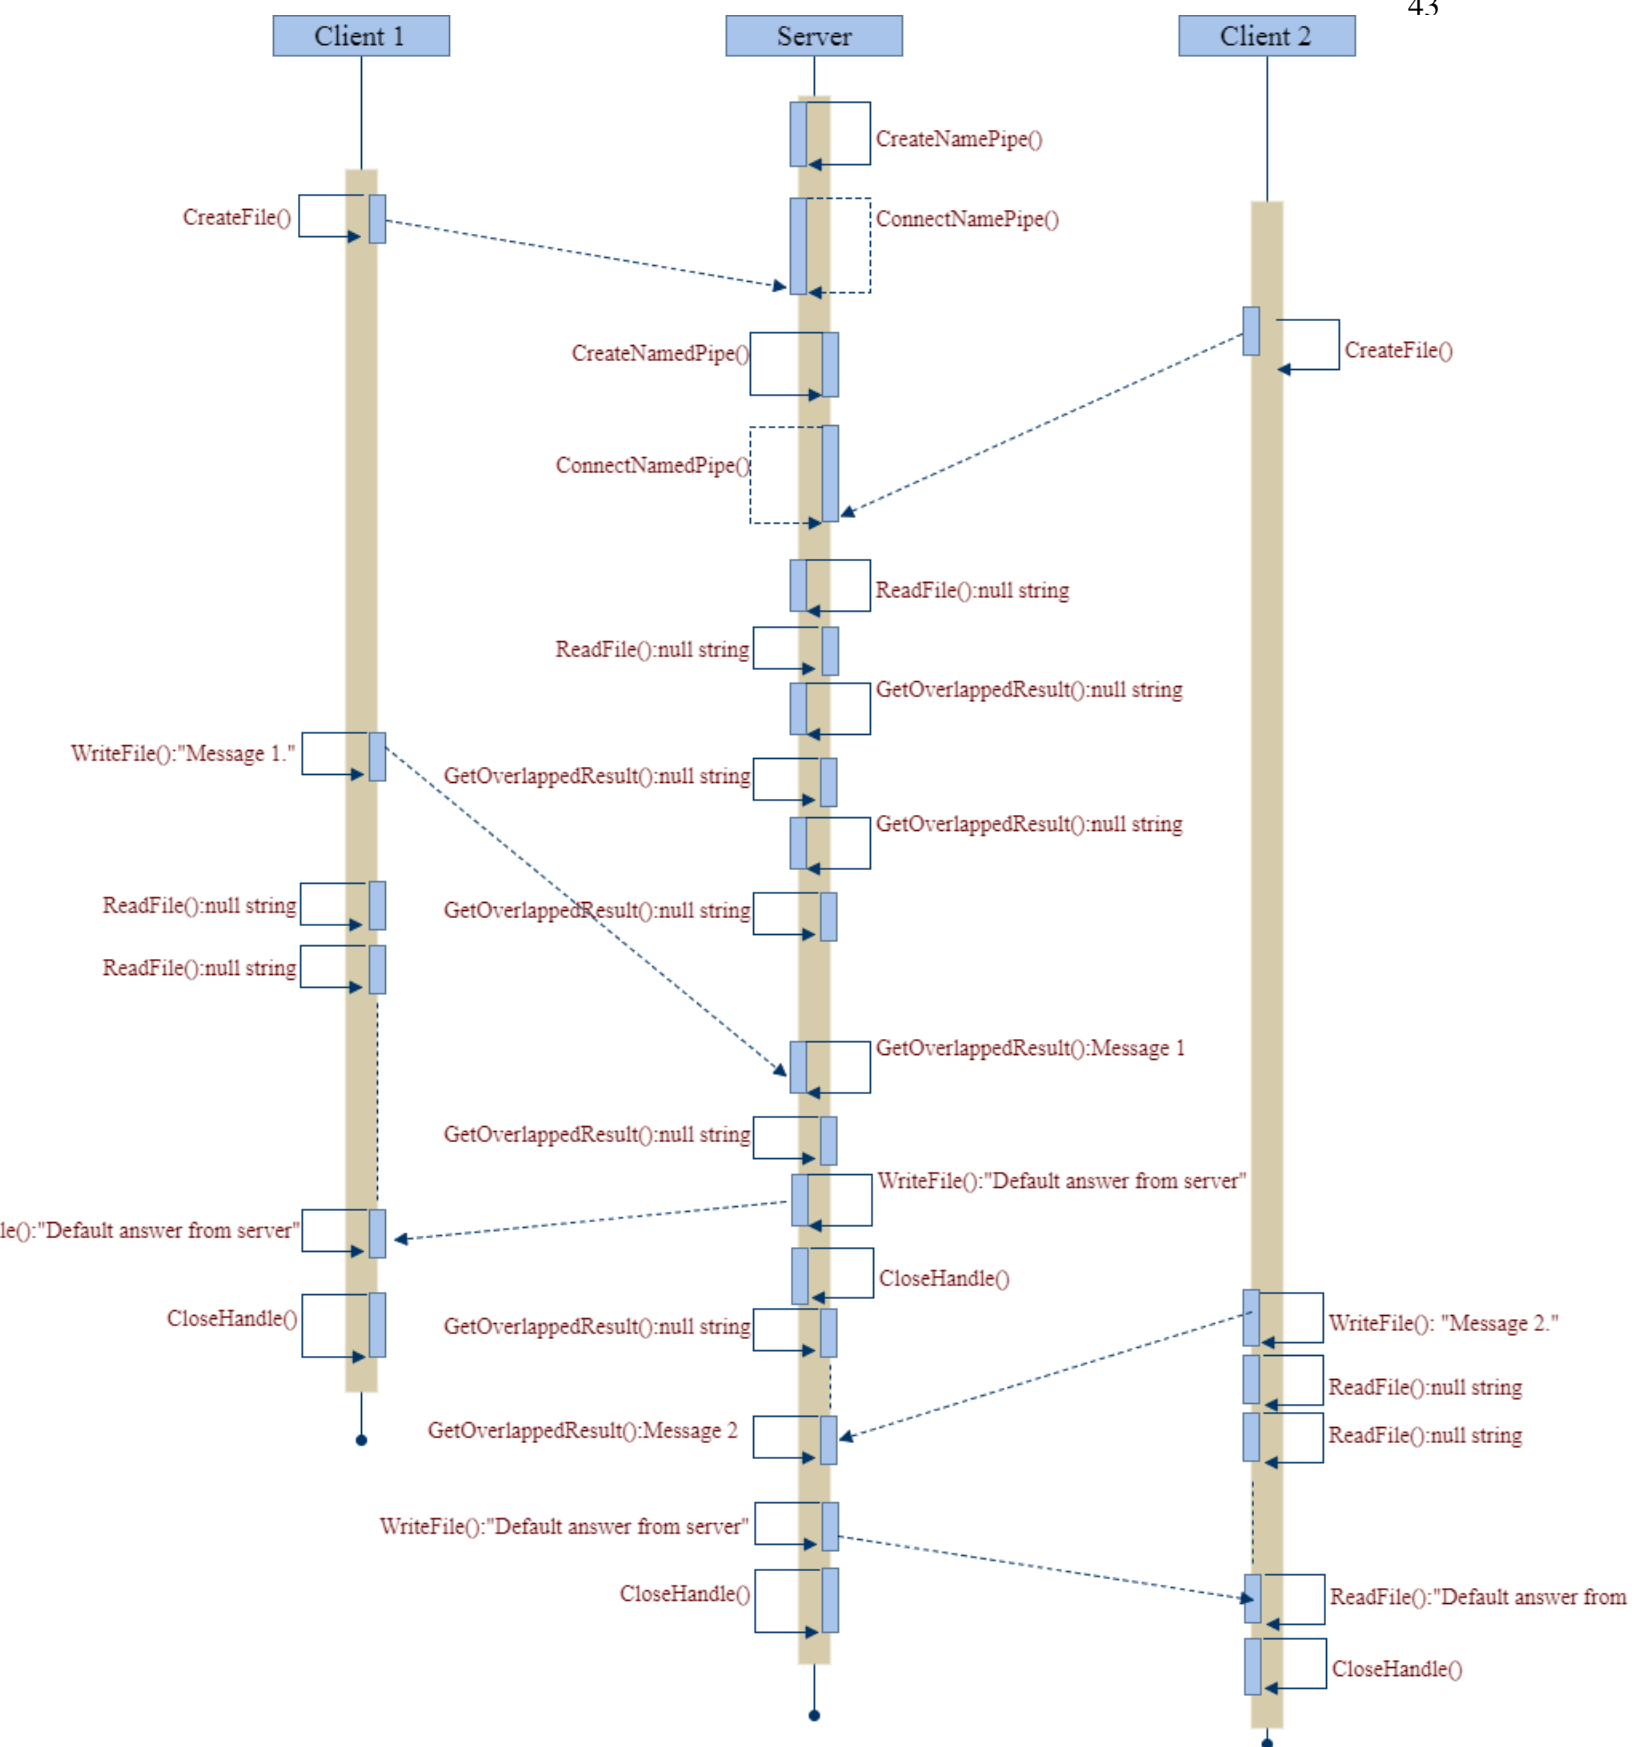 43
Client 1
Server
Client 2
CreateNamePipe()
CreateFile()
ConnectNamePipe()
CreateNamedPipe()
CreateFile()
ConnectNamedPipe()
ReadFile():null string
ReadFile():null string
GetOverlappedResult():null string
WriteFile():"Message 1."
GetOverlappedResult():null string
GetOverlappedResult():null string
ReadFile():null string
GetOverlappedResult():null string
ReadFile():null string
GetOverlappedResult():Message 1
GetOverlappedResult():null string
WriteFile():"Default answer from server"
le():"Default answer from server"
CloseHandle()
CloseHandle()
GetOverlappedResult():null string
WriteFile(): "Message 2."
ReadFile():null string
GetOverlappedResult():Message 2
ReadFile():null string
WriteFile():"Default answer from server"
CloseHandle()
ReadFile():"Default answer from
CloseHandle()